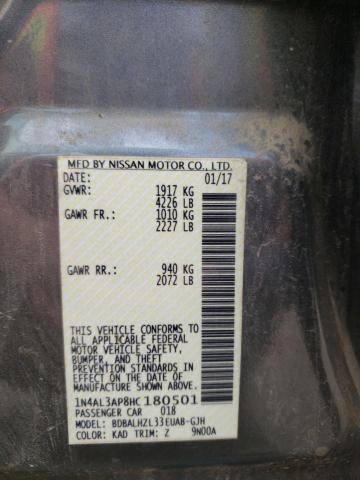 MFD BY NISSAN MOTOR CO., LTD.
DATE: 01/17
GVWR: 1917 KG
4226 LB
GAWR FR.: 1010 KG
2227 LB
GAWR RR.: 940 KG
2072 LB
THIS VEHICLE CONFORMS TO
ALL APPLICABLE FEDERAL
MOTOR VEHICLE SAFETY,
BUMPER, AND THEFT
PREVENTION STANDARDS
IN EFFECT ON THE DATE OF
MANUFACTURE SHOWN ABOVE.
1N4AL3AP8HC180501
PASSENGER CAR 018
MODEL: BDBALHZL33EUAB-GJH
COLOR: KAD TRIM: Z 9N00A